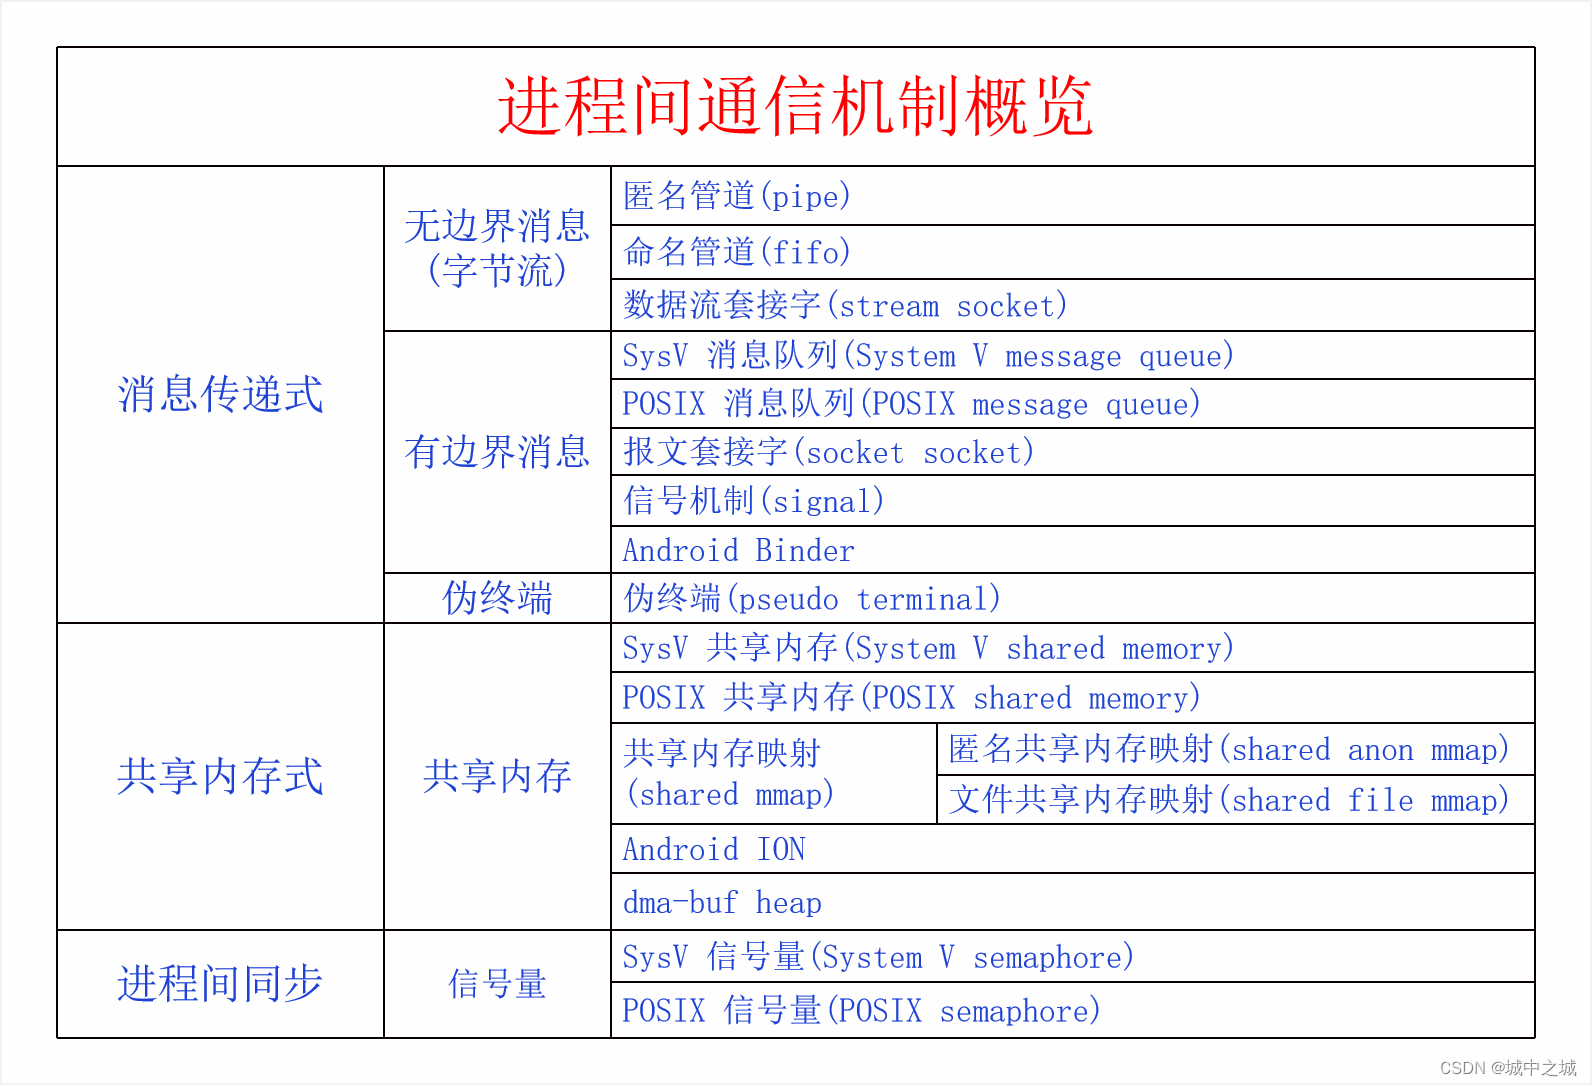 进程间通信机制概览
消息传递式
无边界消息
(字节流)
匿名管道(pipe)
命名管道(fifo)
数据流套接字(stream socket)
有边界消息
SysV 消息队列(System V message queue)
POSIX 消息队列(POSIX message queue)
报文套接字(socket socket)
信号机制(signal)
Android Binder
伪终端
伪终端(pseudo terminal)
共享内存式
共享内存
SysV 共享内存(System V shared memory)
POSIX 共享内存(POSIX shared memory)
共享内存映射
(shared mmap)
匿名共享内存映射(shared anon mmap)
文件共享内存映射(shared file mmap)
Android ION
dma-buf heap
进程间同步
信号量
SysV 信号量(System V semaphore)
POSIX 信号量(POSIX semaphore)
CSDN @城中之城